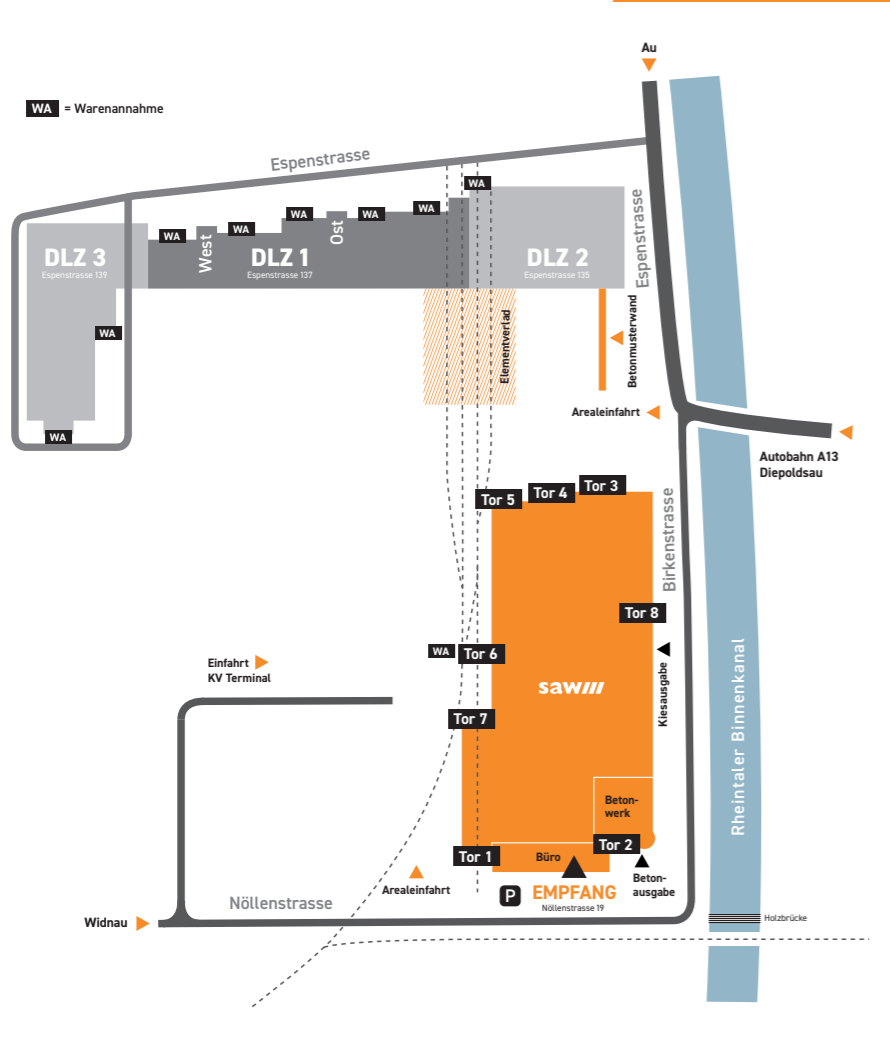 Au
WA = Warenannahme
Espenstrasse
WA
WA
WA
WA
WA
WA
West
Ost
Espenstrasse
DLZ 3
Espenstrasse 139
DLZ 1
Espenstrasse 137
DLZ 2
Espenstrasse 135
WA
Elementverlad
Betonmusterwand
Arealeinfahrt
WA
Autobahn A13
Diepoldsau
Tor 5
Tor 4
Tor 3
Birkenstrasse
Tor 8
WA
Tor 6
Einfahrt
KV Terminal
Kiesausgabe
saw
Tor 7
Rheintaler Binnenkanal
Beton-
werk
Tor 2
Tor 1
Büro
Beton-
ausgabe
Arealeinfahrt
P
EMPFANG
Nöllenstrasse 19
Nöllenstrasse
Widnau
Holzbrücke